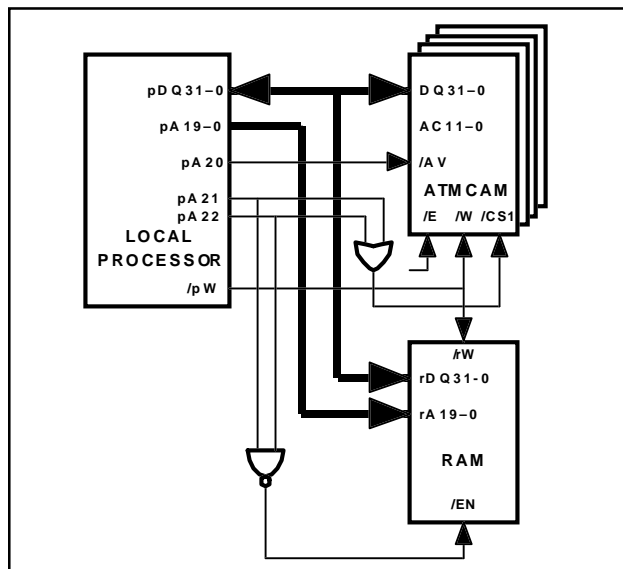 pDQ31-0
pA19-0
pA20
pA21
pA22
LOCAL
PROCESSOR
/pW
DQ31-0
AC11-0
/AV
ATMCAM
/E /W /CS1
/rW
rDQ31-0
rA19-0
RAM
/EN